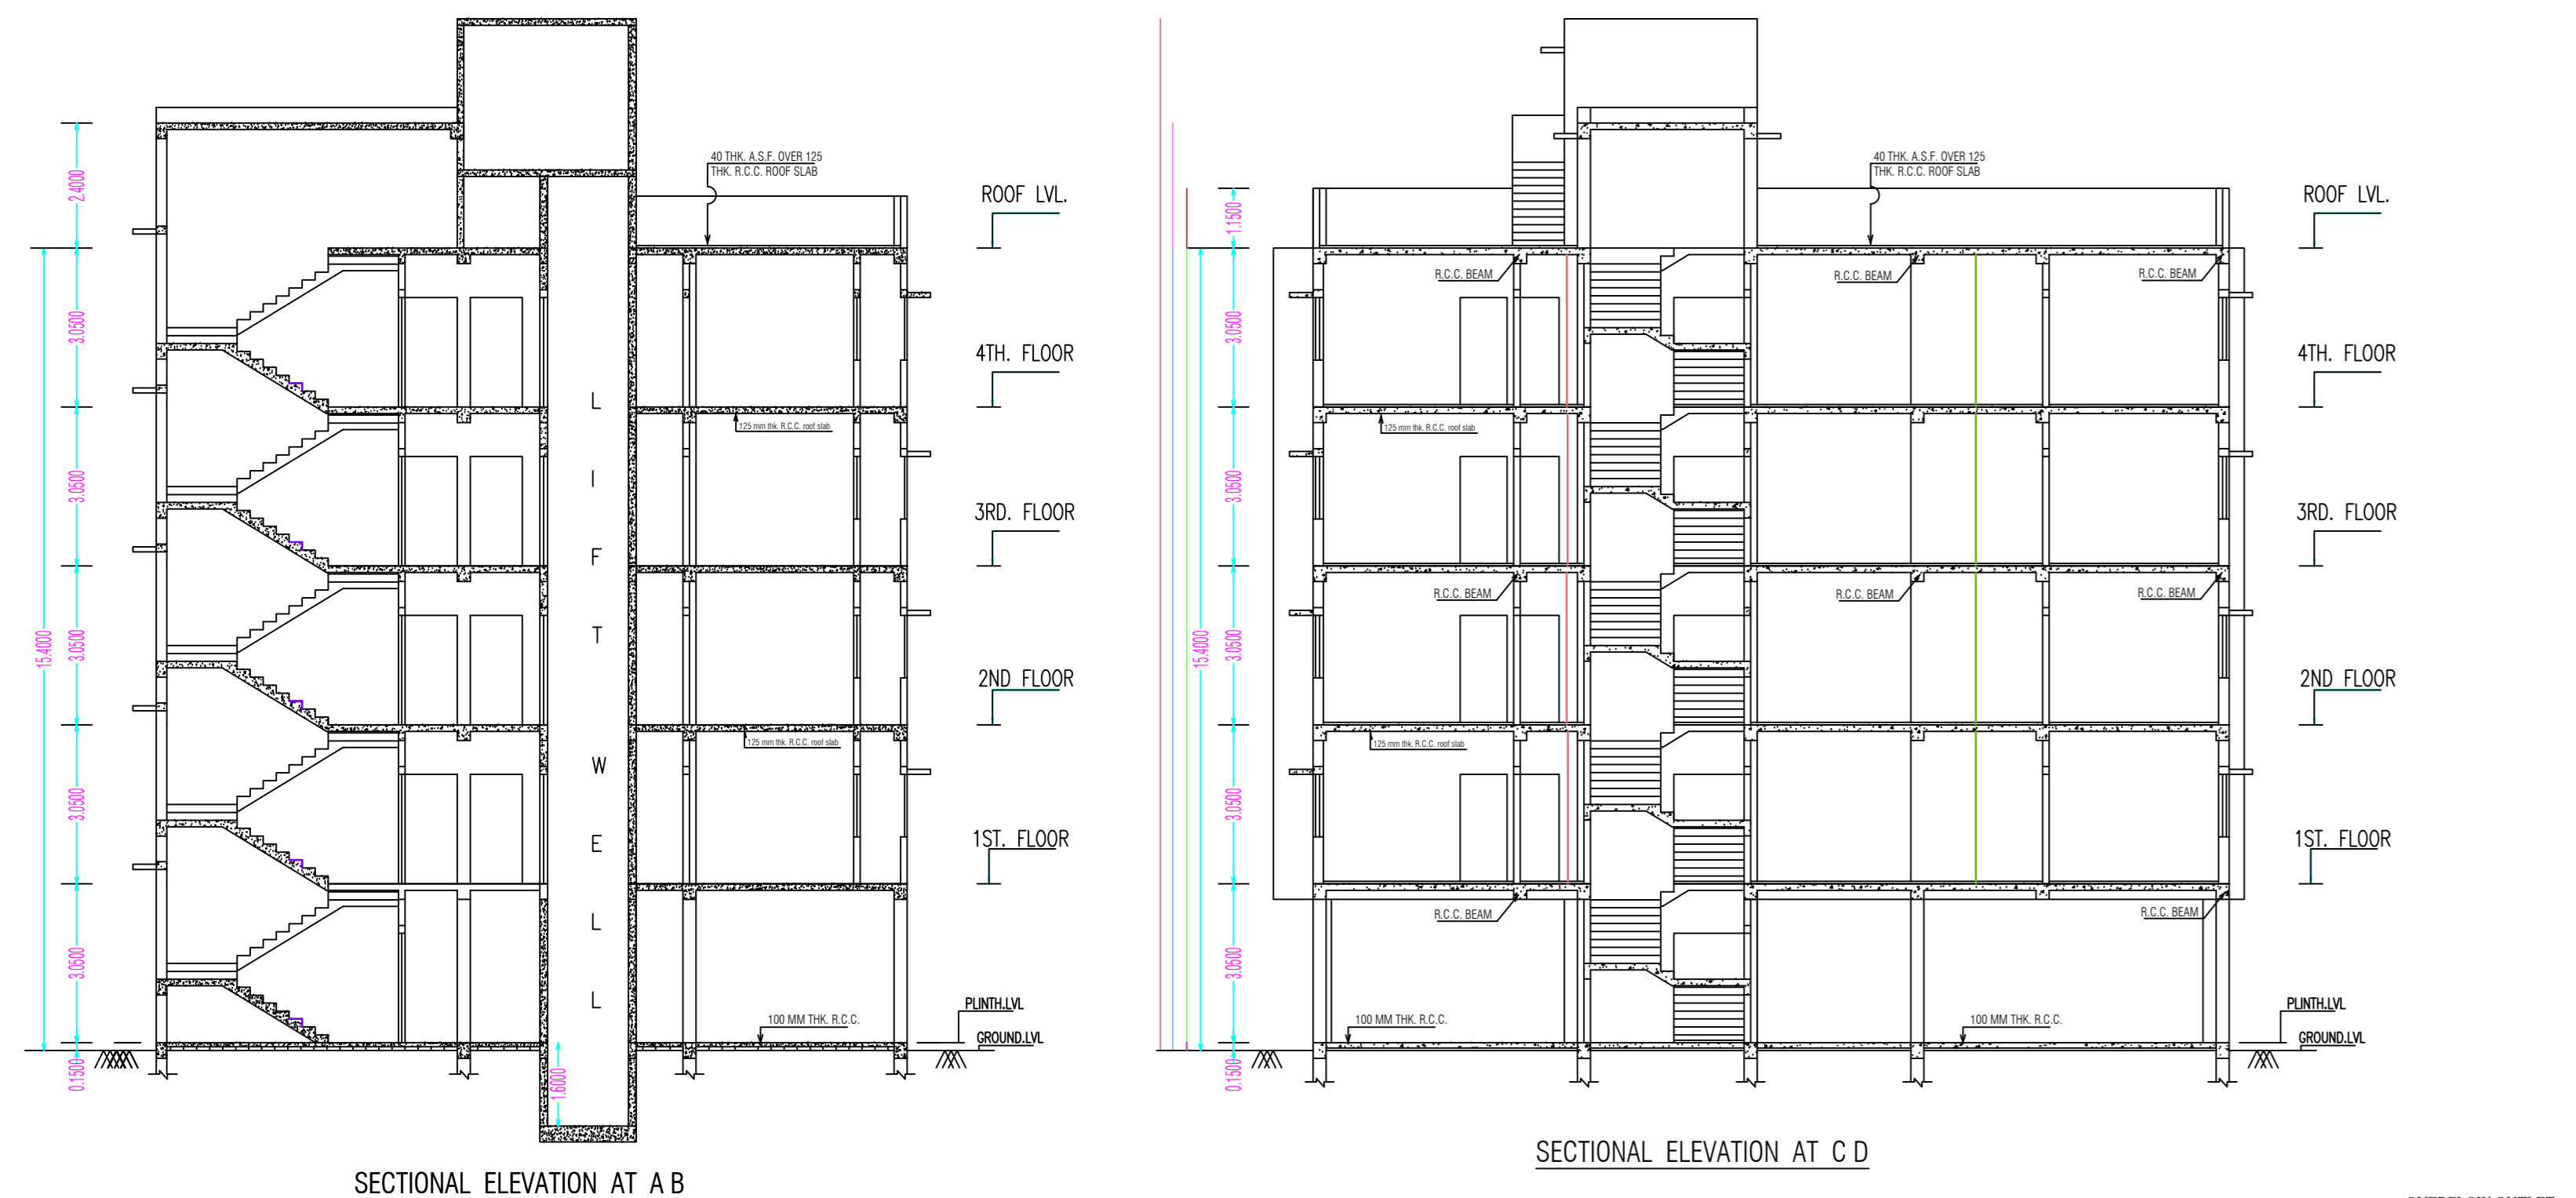 40 THK. A.S.F. OVER 125
THK. R.C.C. ROOF SLAB
2.4000
ROOF LVL.
3.0500
4TH. FLOOR
125 mm thk. R.C.C. roof slab
3.0500
3RD. FLOOR
15.4000
3.0500
2ND FLOOR
125 mm thk. R.C.C. roof slab
3.0500
1ST. FLOOR
3.0500
L
I
F
T
W
E
L
L
PLINTH.LVL
100 MM THK. R.C.C.
GROUND.LVL
0.1500
1.6000
SECTIONAL ELEVATION AT A B
40 THK. A.S.F. OVER 125
THK. R.C.C. ROOF SLAB
1.1500
ROOF LVL.
R.C.C. BEAM
R.C.C. BEAM
R.C.C. BEAM
3.0500
4TH. FLOOR
125 mm thk. R.C.C. roof slab
3.0500
3RD. FLOOR
R.C.C. BEAM
R.C.C. BEAM
R.C.C. BEAM
15.4000
3.0500
2ND FLOOR
125 mm thk. R.C.C. roof slab
3.0500
1ST. FLOOR
R.C.C. BEAM
R.C.C. BEAM
3.0500
PLINTH.LVL
100 MM THK. R.C.C.
100 MM THK. R.C.C.
GROUND.LVL
0.1500
SECTIONAL ELEVATION AT C D